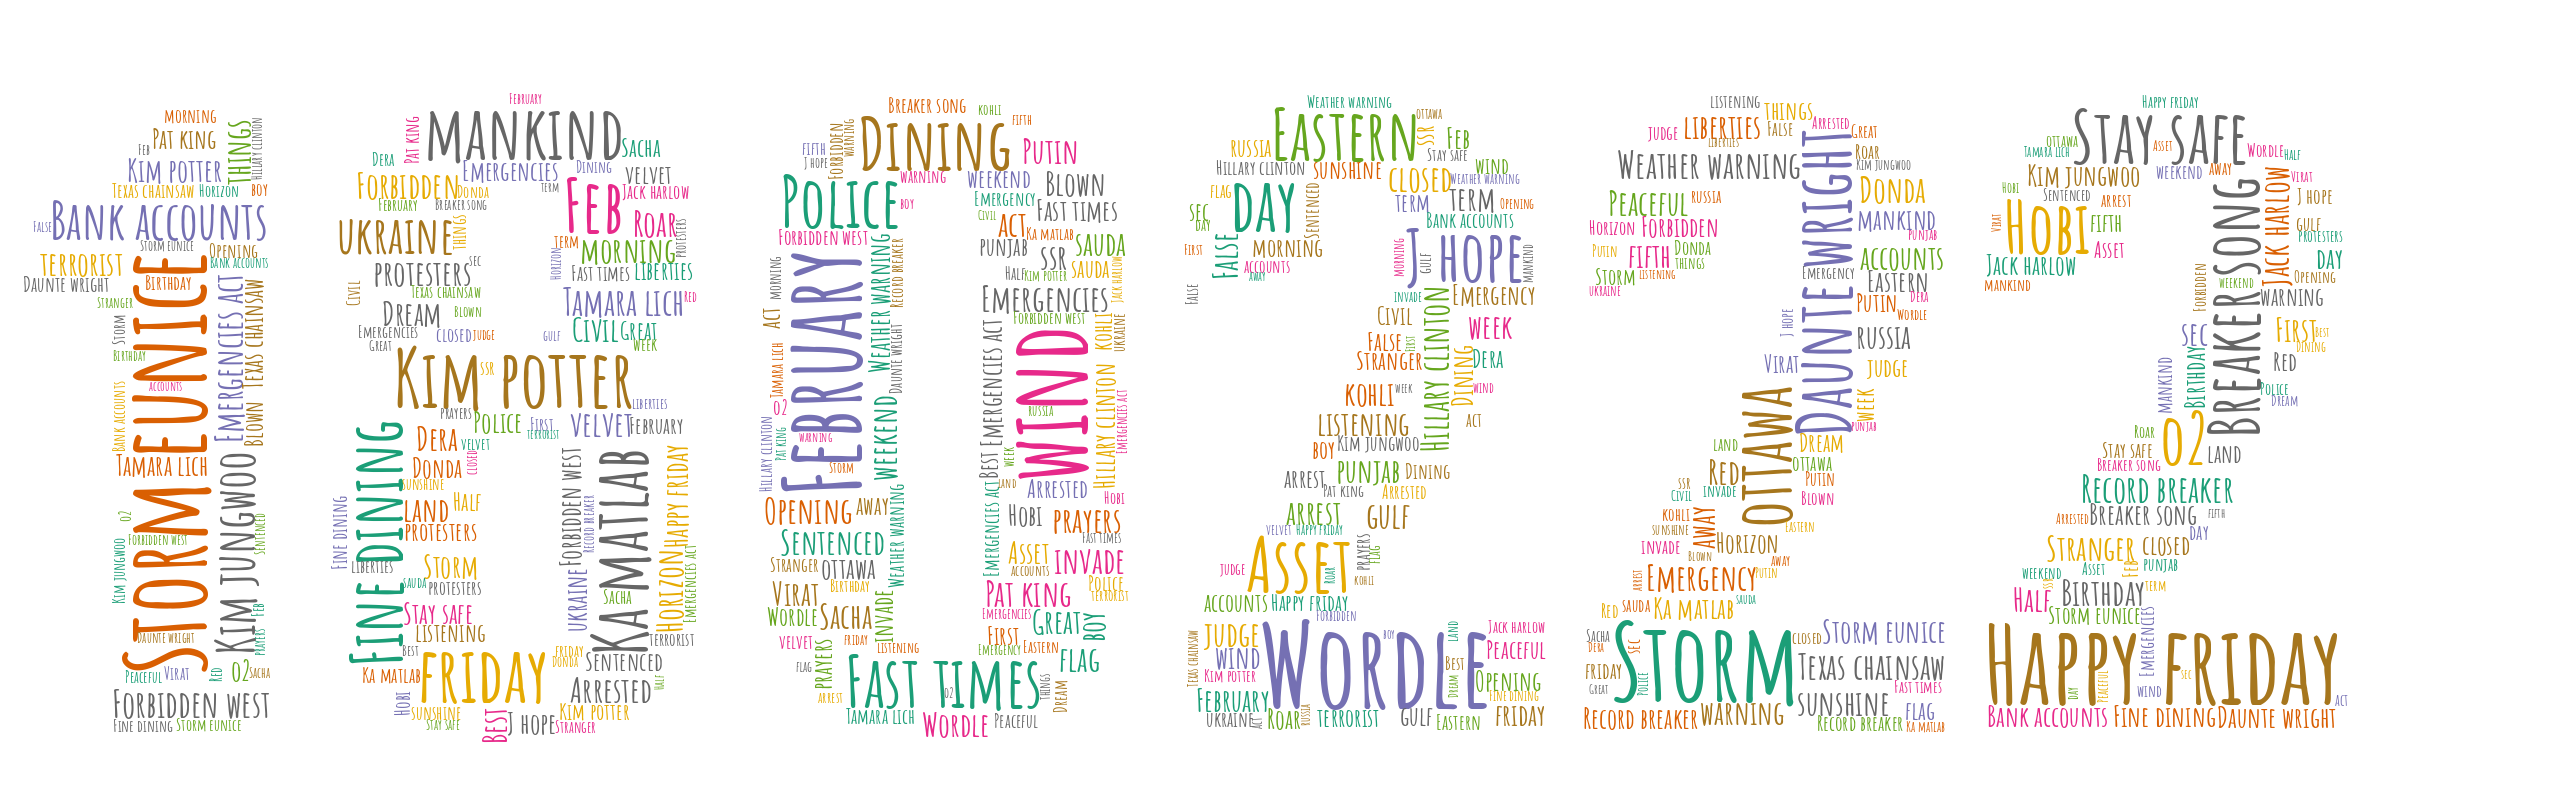 morning
Pat King
Feb
Kim Potter
Things
Hillary Clinton
Texas chainsaw
Horizon
boy
False
Bank accounts
Storm Eunice
Opening
Terrorist
Bank accounts
Daunte Wright
Birthday
Stranger
Storm Eunice
Emergencies Act
Texas chainsaw
Storm
Birthday
accounts
Bank accounts
Blown
Tamara Lich
Kim Jungwoo
o2
Sentenced
Forbidden West
Kim Jungwoo
Feb
Daunte Wright
prayers
Peaceful
Virat
Red
o2
Sacha
Forbidden West
Fine Dining
Storm Eunice
February
Pat King
mankind
Sacha
Dera
Emergencies
Dining
velvet
Forbidden
Donda
term
Jack Harlow
February
Breaker song
Feb
roar
ukraine
Things
term
morning
protesters
protesters
sec
Horizon
Fast Times
Liberties
Civil
Texas chainsaw
Tamara Lich
Red
Dream
Blown
Civil
Great
Emergencies
closed
judge
gulf
week
Great
Kim Potter
ssr
Liberties
prayers
Police
First
Terrorist
velvet
February
Fine Dining
Dera
velvet
Donda
closed
sunshine
Half
Forbidden West
Ka matlab
Happy Friday
Record breaker
Fine Dining
land
protesters
Liberties
Storm
sauda
protesters
ukraine
Sacha
Horizon
Emergencies Act
Stay safe
listening
Terrorist
Best
Friday
Donda
Sentenced
Ka matlab
Friday
Arrested
Half
Hobi
sunshine
Stay safe
Best
J hope
Kim Potter
Stranger
Breaker song
kohli
fifth
Forbidden
warning
Dining
Putin
fifth
J hope
Police
warning
weekend
Blown
Emergency
boy
Civil
Fast Times
Forbidden West
act
Ka matlab
punjab
ssr
sauda
morning
February
Weather warning
Record breaker
Half
Kim Potter
sauda
Jack Harlow
Emergencies
Forbidden West
act
Daunte Wright
Emergencies Act
wind
kohli
ukraine
Tamara Lich
o2
weekend
russia
Hillary Clinton
Emergencies Act
Hillary Clinton
Pat King
warning
Storm
Best
week
land
Arrested
Hobi
Opening
away
Weather warning
Emergencies Act
Hobi
prayers
Fast Times
Sentenced
Stranger
ottawa
Asset
accounts
invade
Virat
Birthday
Pat King
Police
Terrorist
Wordle
Sacha
invade
Emergencies
Great
boy
velvet
Friday
listening
First
Emergency
Eastern
flag
prayers
flag
arrest
Fast Times
o2
Things
Dream
Tamara Lich
Wordle
Peaceful
Weather warning
Eastern
ottawa
ssr
Feb
russia
Stay safe
Hillary Clinton
sunshine
wind
closed
Weather warning
flag
day
Sentenced
term
term
Opening
sec
day
Bank accounts
First
False
morning
J hope
accounts
away
morning
gulf
mankind
False
invade
Emergency
Civil
week
False
First
Stranger
Hillary Clinton
Dining
Dera
kohli
week
wind
listening
act
boy
Kim Jungwoo
punjab
Dining
arrest
Pat King
Arrested
arrest
gulf
velvet
Happy Friday
Asset
prayers
flag
judge
roar
kohli
accounts
Happy Friday
Forbidden
Texas chainsaw
judge
Wordle
boy
land
Jack Harlow
Peaceful
wind
Kim Potter
Best
Dream
Opening
Fine Dining
February
ukraine
act
Roar
russia
Terrorist
gulf
Eastern
Friday
listening
Things
judge
Liberties
False
Arrested
Great
Liberties
Roar
Weather warning
Kim Jungwoo
Daunte Wright
Donda
Peaceful
russia
mankind
Horizon
Forbidden
punjab
Putin
fifth
Donda
Things
Emergency
accounts
Storm
listening
Eastern
ukraine
Putin
Dera
Wordle
J hope
russia
Virat
judge
ottawa
week
punjab
land
Dream
Red
ottawa
ssr
Civil
invade
Putin
Blown
kohli
sunshine
away
Eastern
invade
Blown
Horizon
away
arrest
Emergency
Putin
Red
sauda
Ka matlab
sauda
Sacha
Dera
sec
Storm
closed
Storm Eunice
Friday
Texas chainsaw
Great
Police
Fast Times
sunshine
flag
Record breaker
warning
Record breaker
Ka matlab
Happy Friday
ottawa
Tamara Lich
Asset
Stay safe
Wordle
Half
Kim Jungwoo
weekend
away
Virat
Hobi
Sentenced
arrest
Jack Harlow
J hope
Virat
Hobi
fifth
Breaker song
gulf
protesters
Asset
day
Jack Harlow
mankind
Forbidden
weekend
Opening
warning
sec
First
Best
Dining
mankind
Birthday
Red
Police
Dream
Roar
o2
land
Stay safe
Breaker song
Record breaker
Arrested
Breaker song
fifth
day
Stranger
closed
weekend
Asset
Feb
punjab
Asset
Birthday
term
Half
Storm Eunice
Emergencies
Happy Friday
day
Peaceful
wind
sec
act
Bank accounts
Fine Dining
Daunte Wright